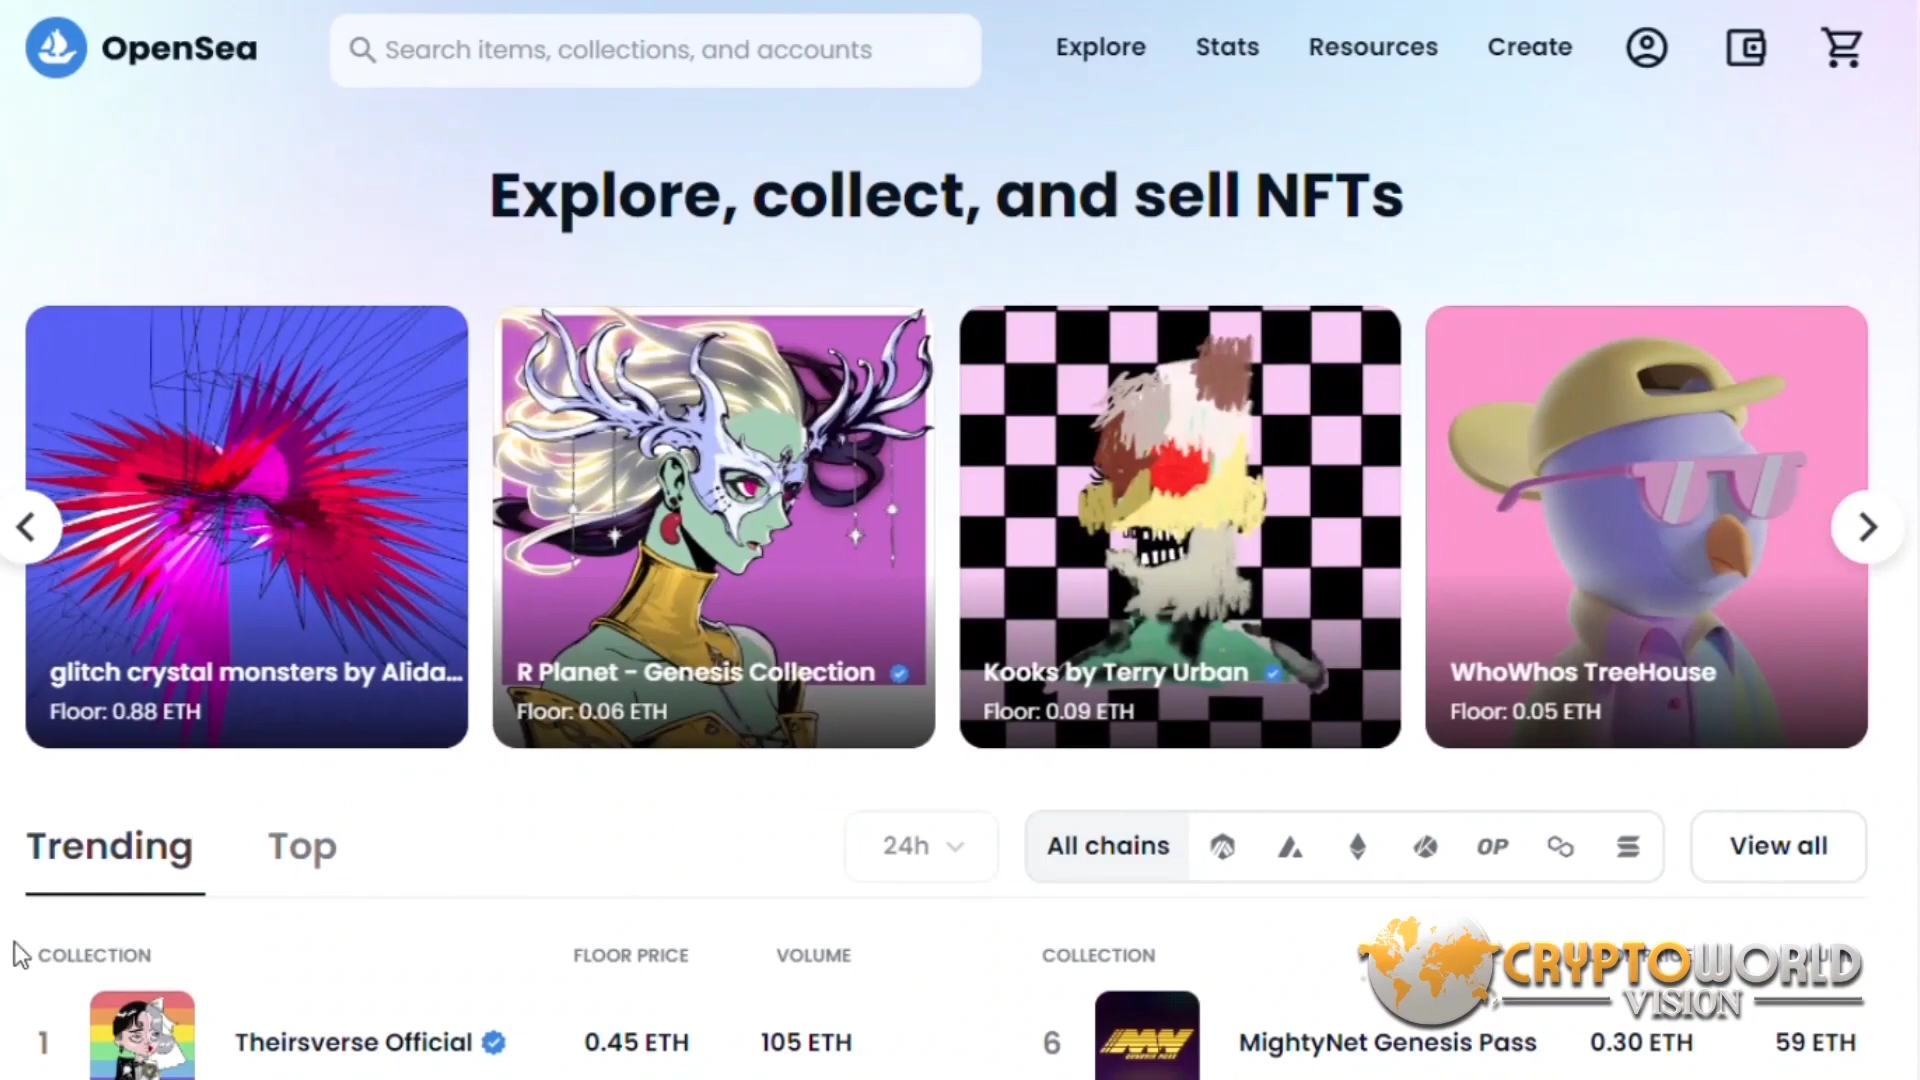 OpenSea
Search items, collections, and accounts
Explore
Stats
Resources
Create
Explore, collect, and sell NFTs
glitch crystal monsters by Alida...
Floor: 0.88 ETH
R Planet - Genesis Collection
Floor: 0.06 ETH
Kooks by Terry Urban
Floor: 0.09 ETH
WhoWhos TreeHouse
Floor: 0.05 ETH
Trending
Top
24h
All chains
OP
View all
COLLECTION
FLOOR PRICE
VOLUME
COLLECTION
CRYPTOWORLD
VISION
1
Theirsverse Official
0.45 ETH
105 ETH
6
GENESIS PASS
MightyNet Genesis Pass
0.30 ETH
59 ETH